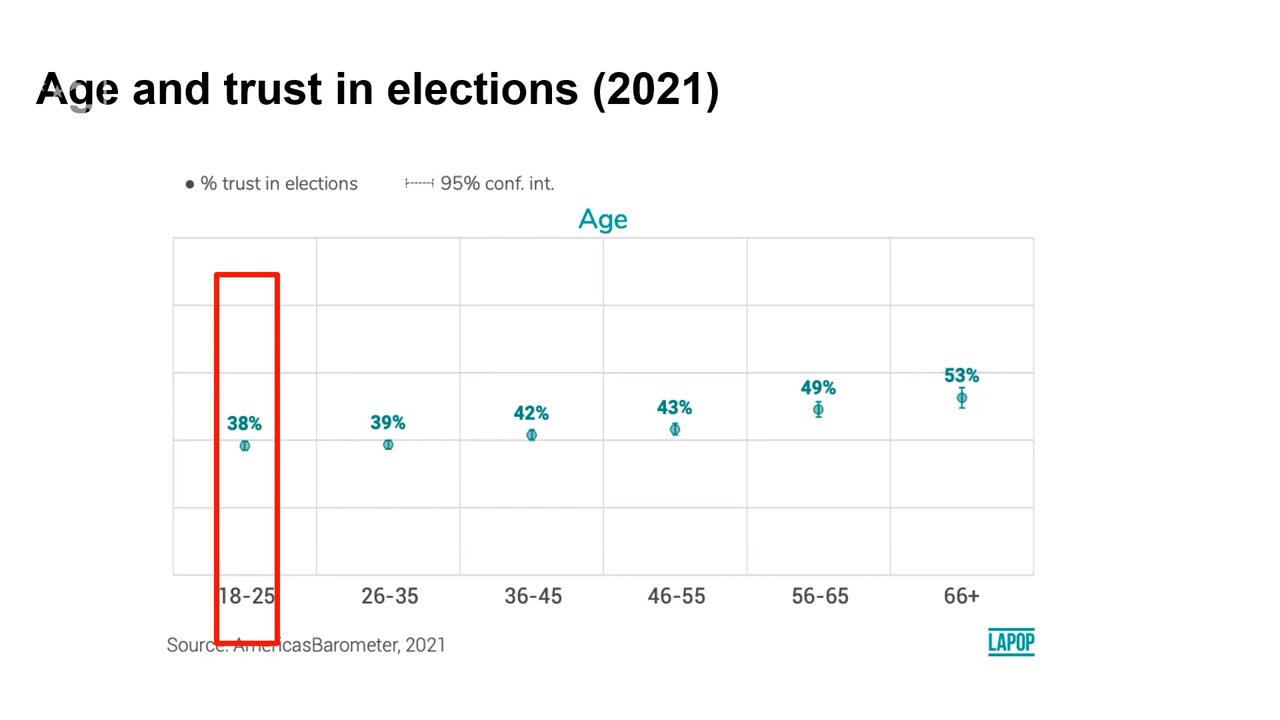 Age and trust in elections (2021)
● % trust in elections 95% conf. int.
Age
38% 39% 42% 43% 49% 53%
18-25 26-35 36-45 46-55 56-65 66+
Source: AmericasBarometer, 2021
LAPOP